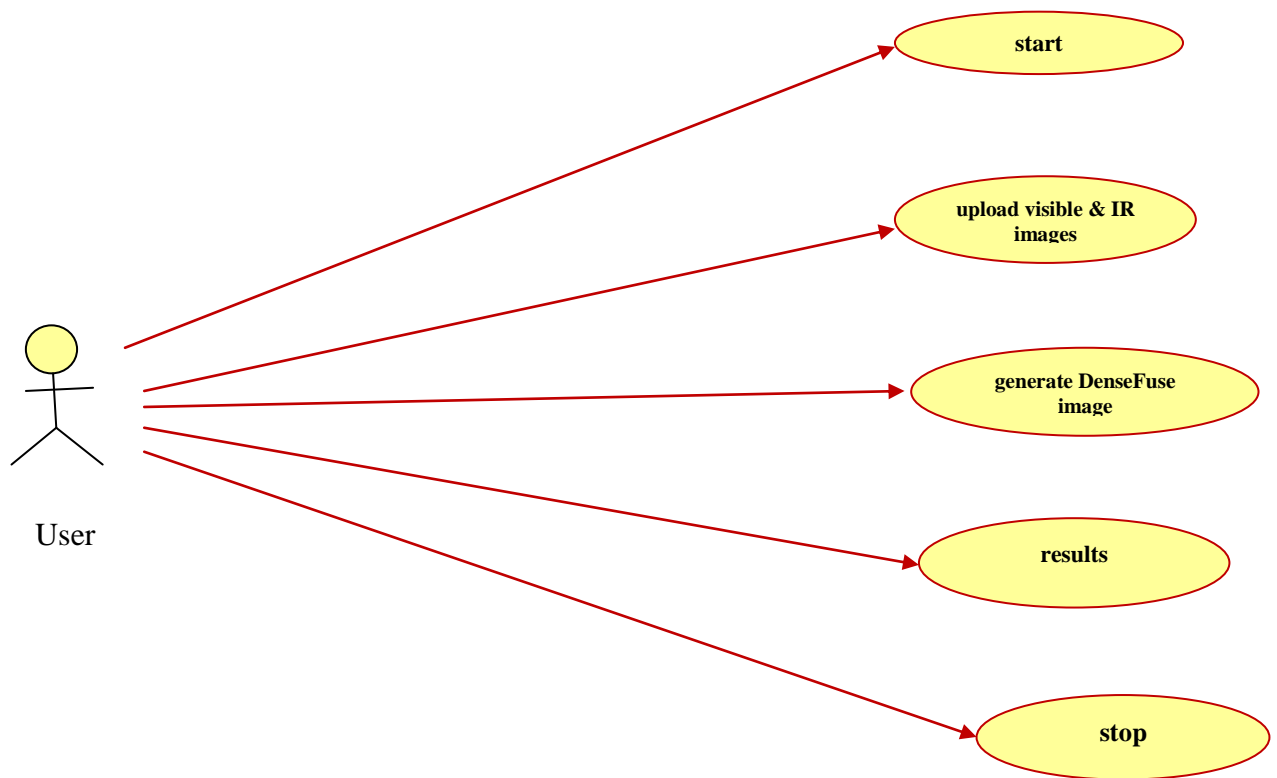 start
upload visible & IR
images
generate DenseFuse
image
User
results
stop